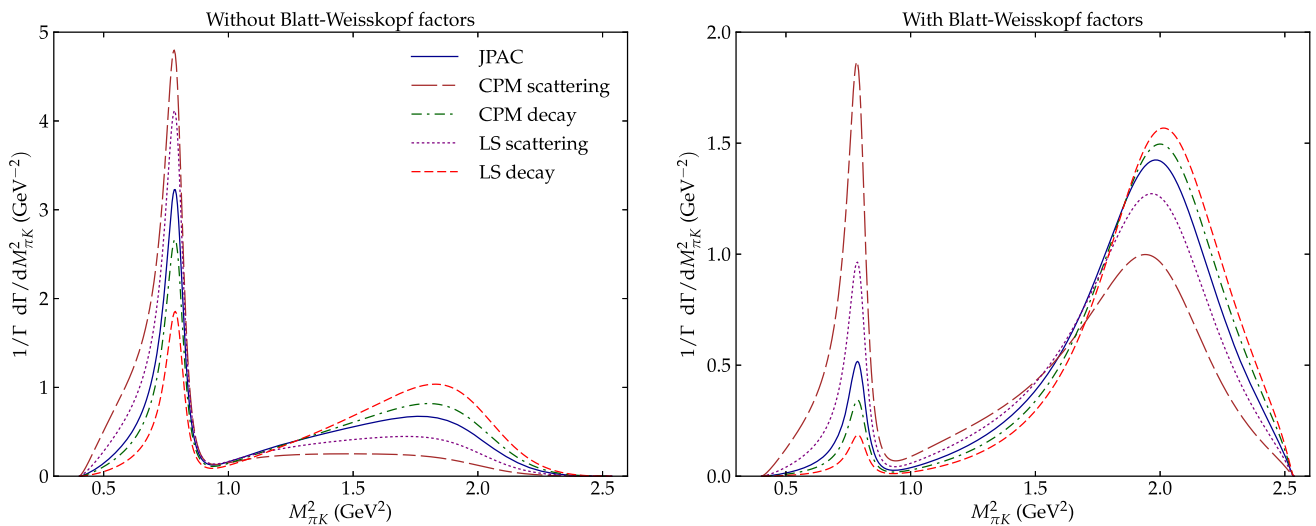 Without Blatt-Weisskopf factors
5
4
3
2
1
0
1/Γ dΓ/dM²πK (GeV⁻²)
JPAC
CPM scattering
CPM decay
LS scattering
LS decay
0.5 1.0 1.5 2.0 2.5
M²πK (GeV²)
With Blatt-Weisskopf factors
2.0
1.5
1.0
0.5
0.0
1/Γ dΓ/dM²πK (GeV⁻²)
0.5 1.0 1.5 2.0 2.5
M²πK (GeV²)